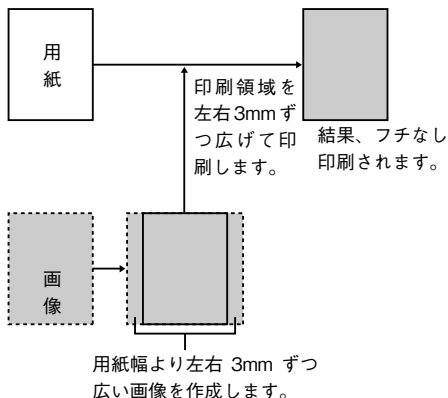 用
紙
印刷領域を
左右3mmず
つ広げて印
刷します。
結果、フチなし
印刷されます。
画
像
用紙幅より左右 3mm ずつ
広い画像を作成します。